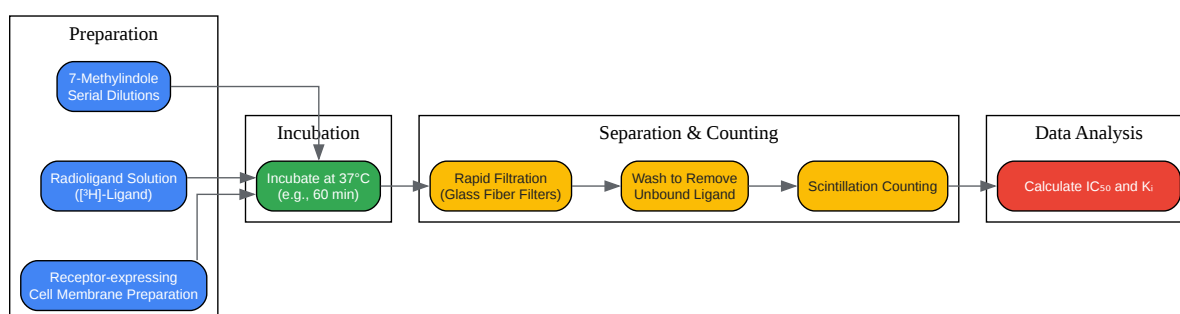 Preparation
7-Methylindole
Serial Dilutions
Radioligand Solution
([³H]-Ligand)
Receptor-expressing
Cell Membrane Preparation
Incubation
Incubate at 37°C
(e.g., 60 min)
Separation & Counting
Rapid Filtration
(Glass Fiber Filters)
Wash to Remove
Unbound Ligand
Scintillation Counting
Data Analysis
Calculate IC₅₀ and Kᵢ